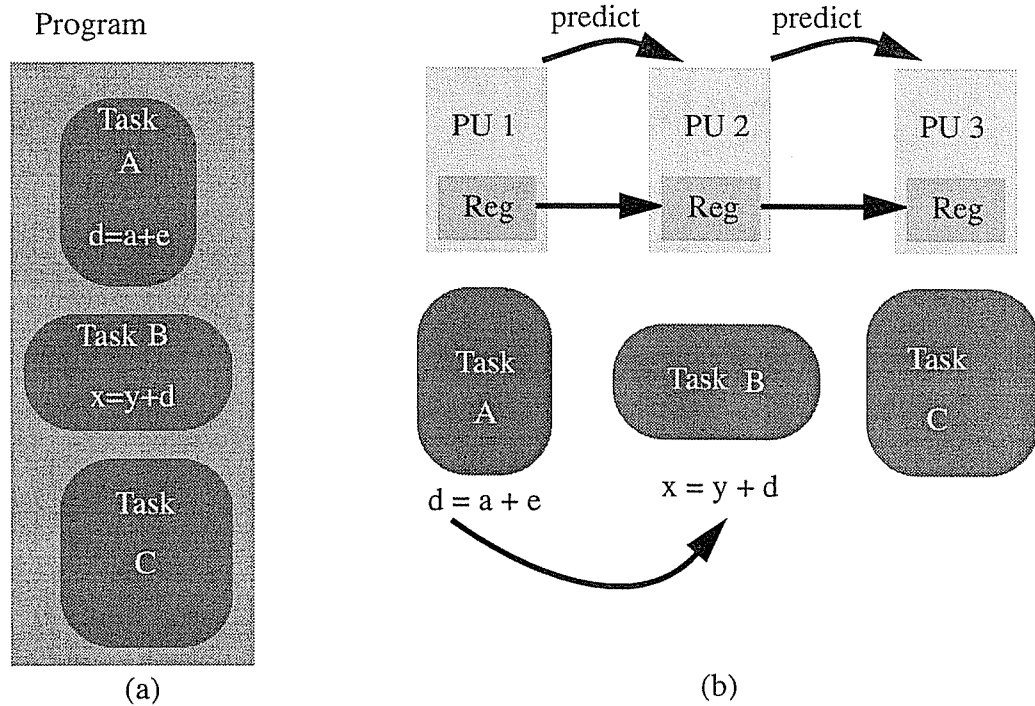 Program
Task
A
d=a+e
Task B
x=y+d
Task
C
(a)
predict
predict
PU 1
PU 2
PU 3
Reg
Reg
Reg
Task
A
Task B
Task
C
d = a + e
x = y + d
(b)